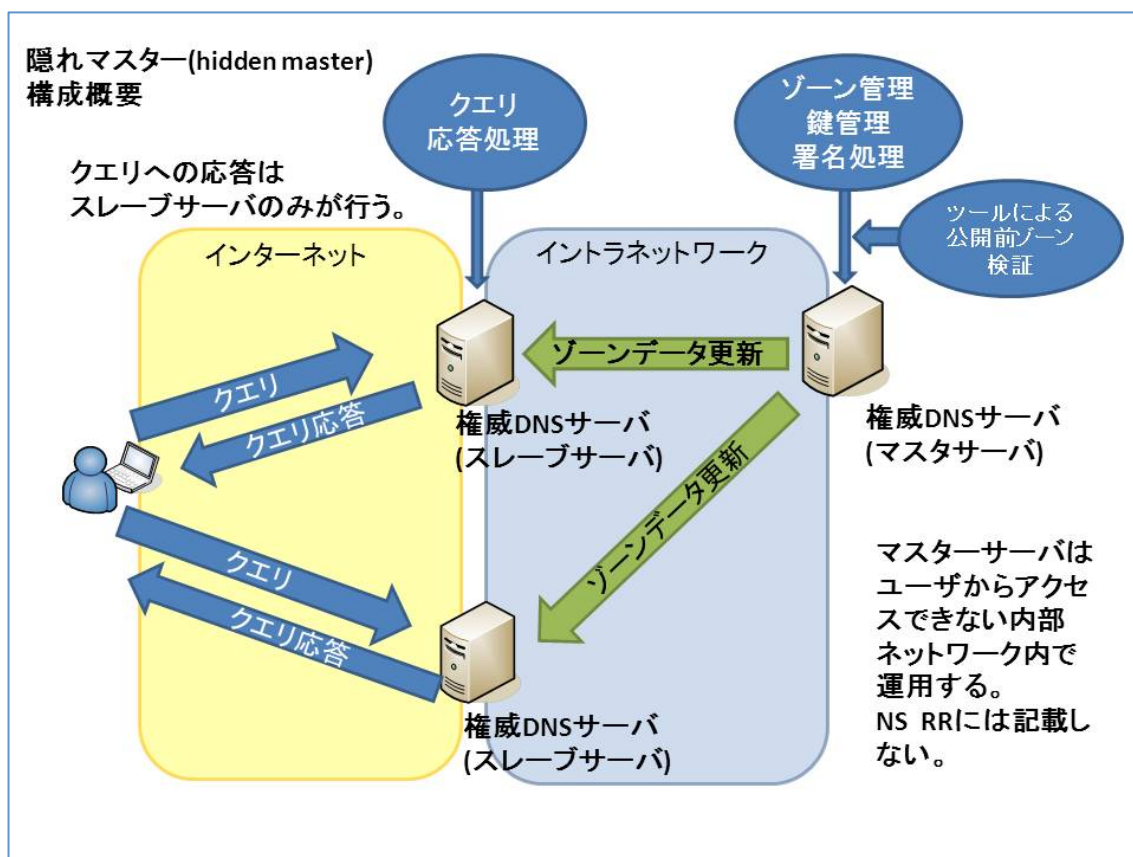 隠れマスター(hidden master)
構成概要
クエリ
応答処理
ゾーン管理
鍵管理
署名処理
クエリへの応答は
スレーブサーバのみが行う。
ツールによる
公開前ゾーン
検証
インターネット
イントラネットワーク
ゾーンデータ更新
クエリ
クエリ応答
権威DNSサーバ
(スレーブサーバ)
権威DNSサーバ
(マスタサーバ)
ゾーンデータ更新
クエリ
クエリ応答
権威DNSサーバ
(スレーブサーバ)
マスターサーバは
ユーザからアクセ
スできない内部
ネットワーク内で
運用する。
NS RRには記載し
ない。